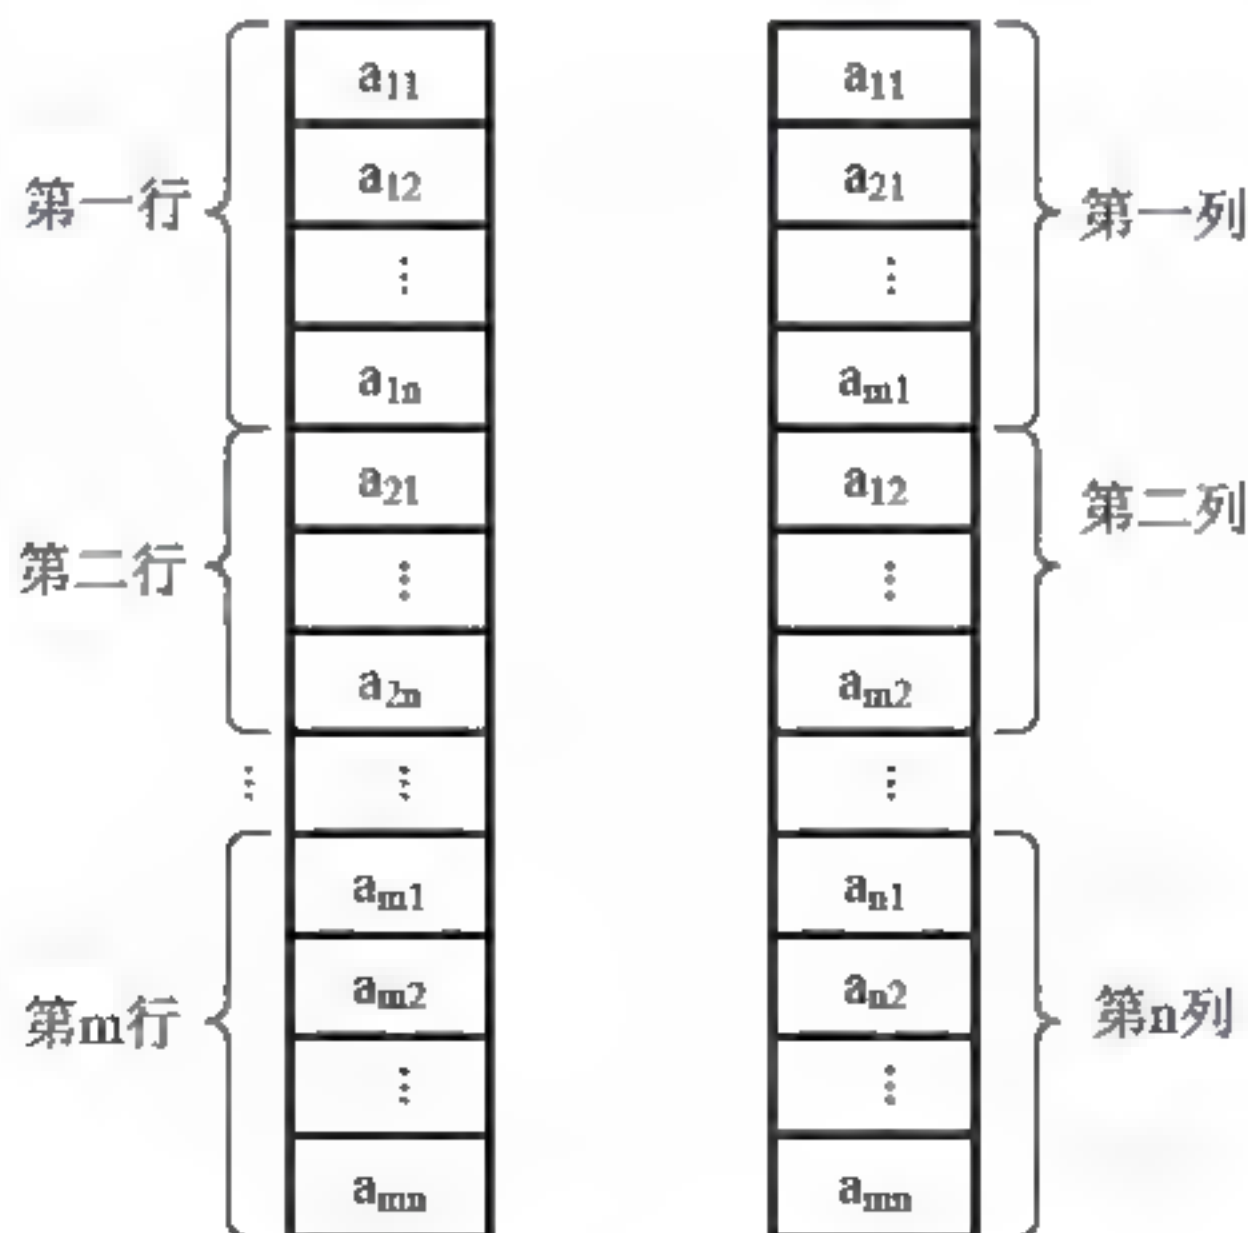 a11
a12
⋮
a1n
第一行
a21
⋮
a2n
第二行
⋮
⋮
am1
am2
⋮
amn
第m行
a11
a21
⋮
am1
第一列
a12
⋮
am2
第二列
⋮
an1
an2
⋮
amn
第n列